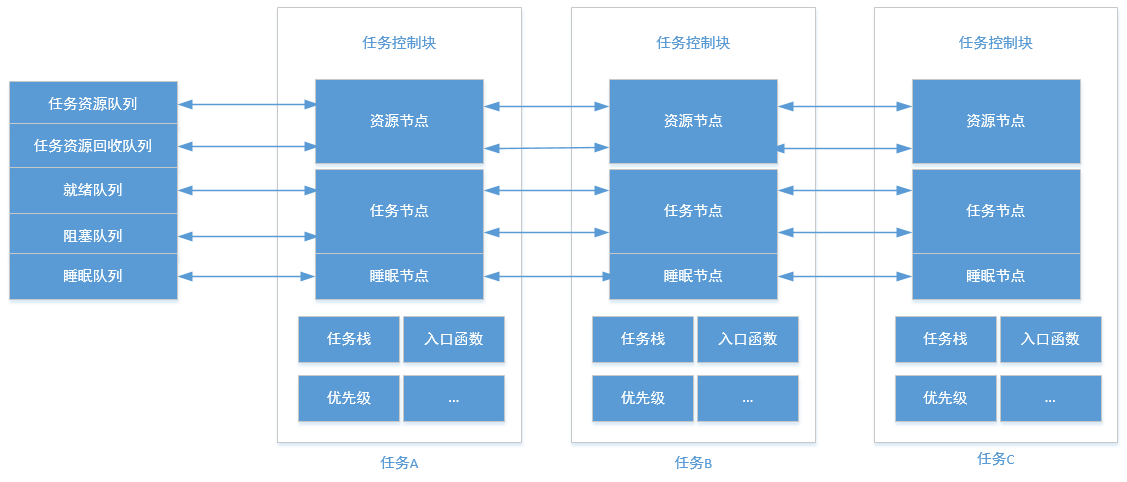 任务控制块
任务控制块
任务控制块
任务资源队列
任务资源回收队列
就绪队列
阻塞队列
睡眠队列
资源节点
任务节点
睡眠节点
任务栈
入口函数
优先级
...
任务A
资源节点
任务节点
睡眠节点
任务栈
入口函数
优先级
...
任务B
资源节点
任务节点
睡眠节点
任务栈
入口函数
优先级
...
任务C